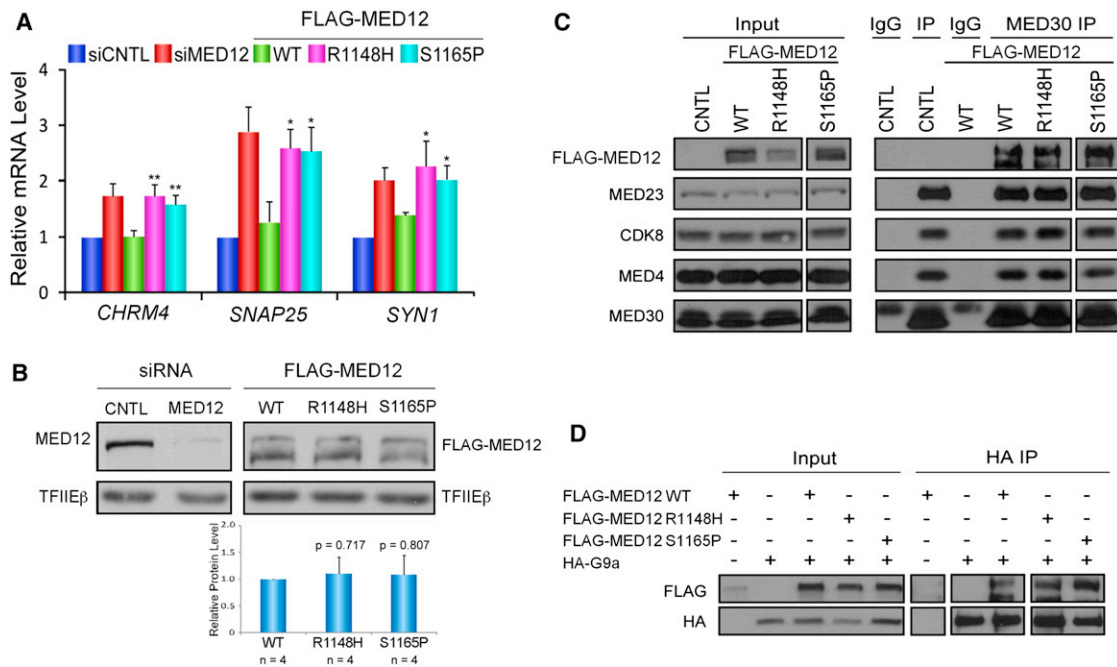 A
FLAG-MED12
siCNTL siMED12 WT R1148H S1165P
Relative mRNA Level
4
3
2
1
0
** ** * * * *
CHRM4 SNAP25 SYN1
B
siRNA FLAG-MED12
CNTL MED12 WT R1148H S1165P
MED12 FLAG-MED12
TFIIEβ TFIIEβ
Relative Protein Level
2.0
1.5
1.0
0.5
0
p = 0.717 p = 0.807
WT R1148H S1165P
n = 4 n = 4 n = 4
C
Input IgG IP IgG MED30 IP
FLAG-MED12 FLAG-MED12
CNTL WT R1148H S1165P CNTL CNTL WT WT R1148H S1165P
FLAG-MED12
MED23
CDK8
MED4
MED30
D
Input HA IP
FLAG-MED12 WT + - + - - + - + - -
FLAG-MED12 R1148H - - - + - - - - + -
FLAG-MED12 S1165P - - - - + - - - - +
HA-G9a - + + + + - + + + +
FLAG
HA